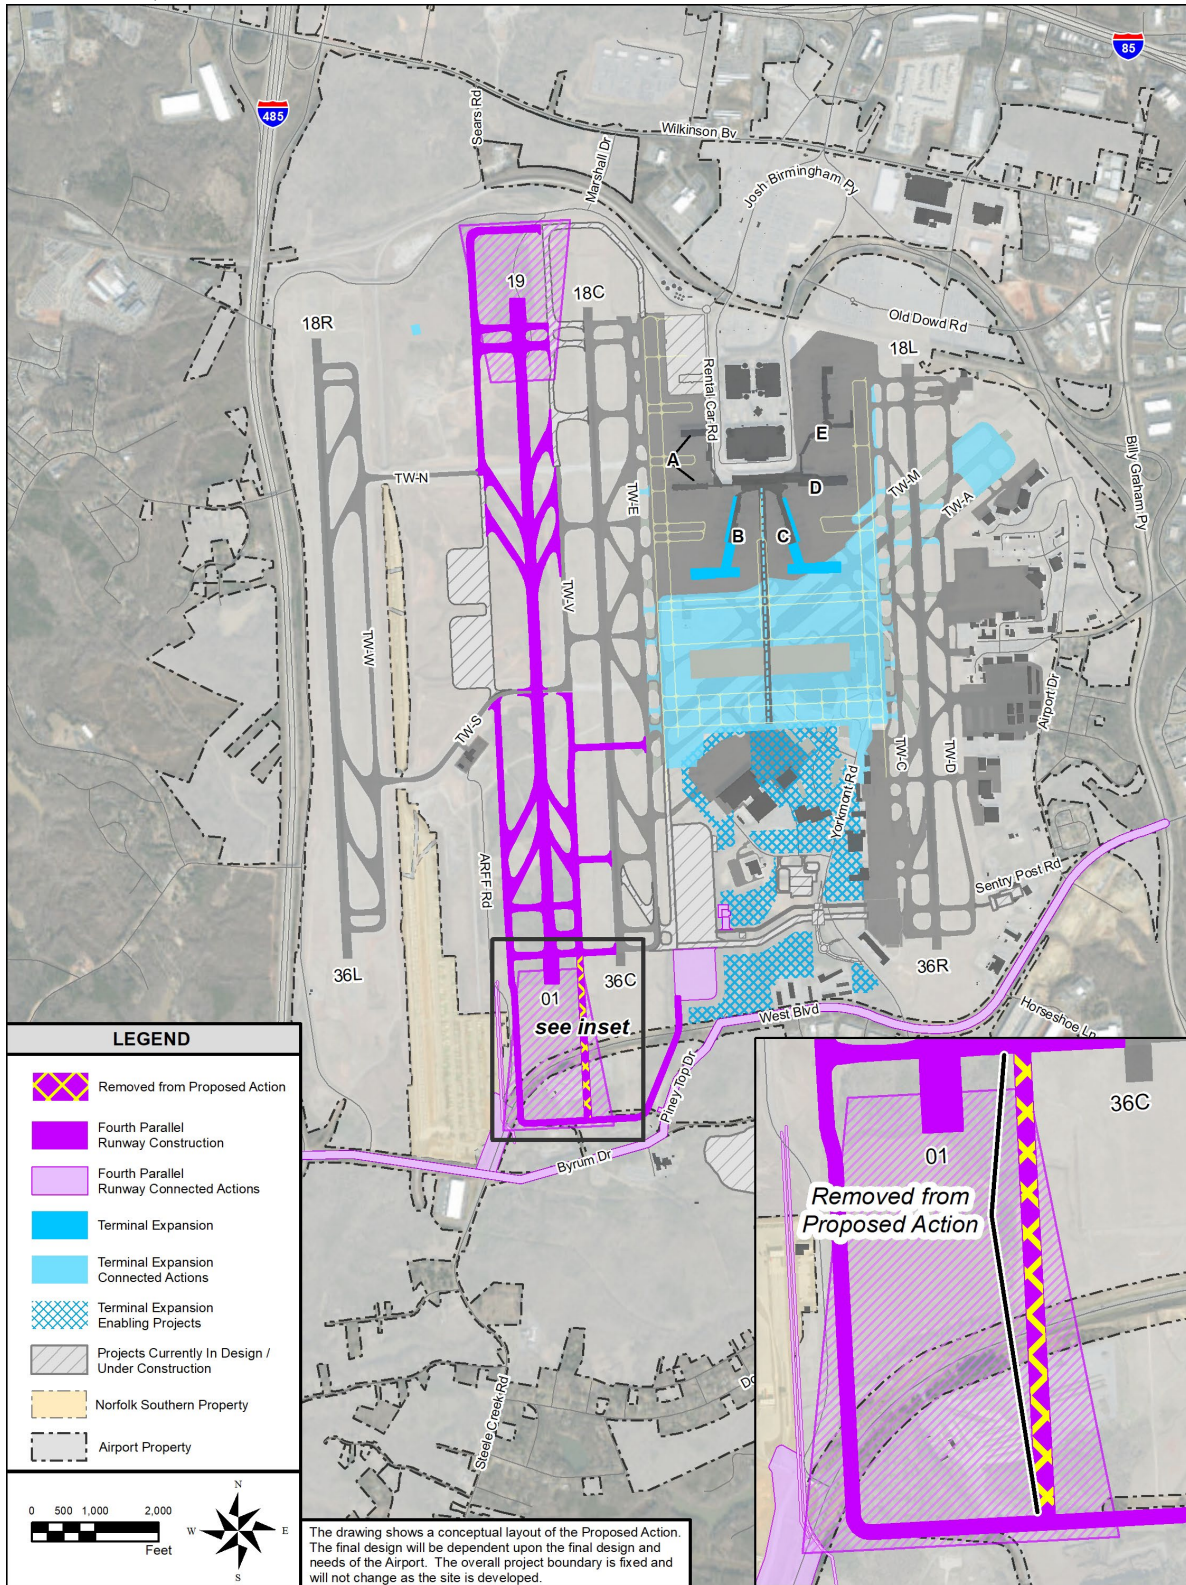 85
485
Sears Rd
Wilkinson Bv
Marshall Dr
Josh Birmingham Py
19
18C
18R
Old Dowd Rd
18L
Rental Car Rd
E
A
TW-N
TW-E
D
TW-M
TW-A
Billy Graham Py
B
C
TW-V
TW-W
TW-S
Airport Dr
TW-C
TW-D
Yorkmont Rd
ARFF Rd
Sentry Post Rd
36L
01
36C
36R
see inset
West Blvd
Horseshoe Ln
Piney Top Dr
Byrum Dr
Steele Creek Rd
LEGEND
Removed from Proposed Action
Fourth Parallel
Runway Construction
Fourth Parallel
Runway Connected Actions
Terminal Expansion
Terminal Expansion
Connected Actions
Terminal Expansion
Enabling Projects
Projects Currently In Design /
Under Construction
Norfolk Southern Property
Airport Property
0 500 1,000 2,000
Feet
N
W E
S
The drawing shows a conceptual layout of the Proposed Action.
The final design will be dependent upon the final design and
needs of the Airport. The overall project boundary is fixed and
will not change as the site is developed.
36C
01
Removed from
Proposed Action